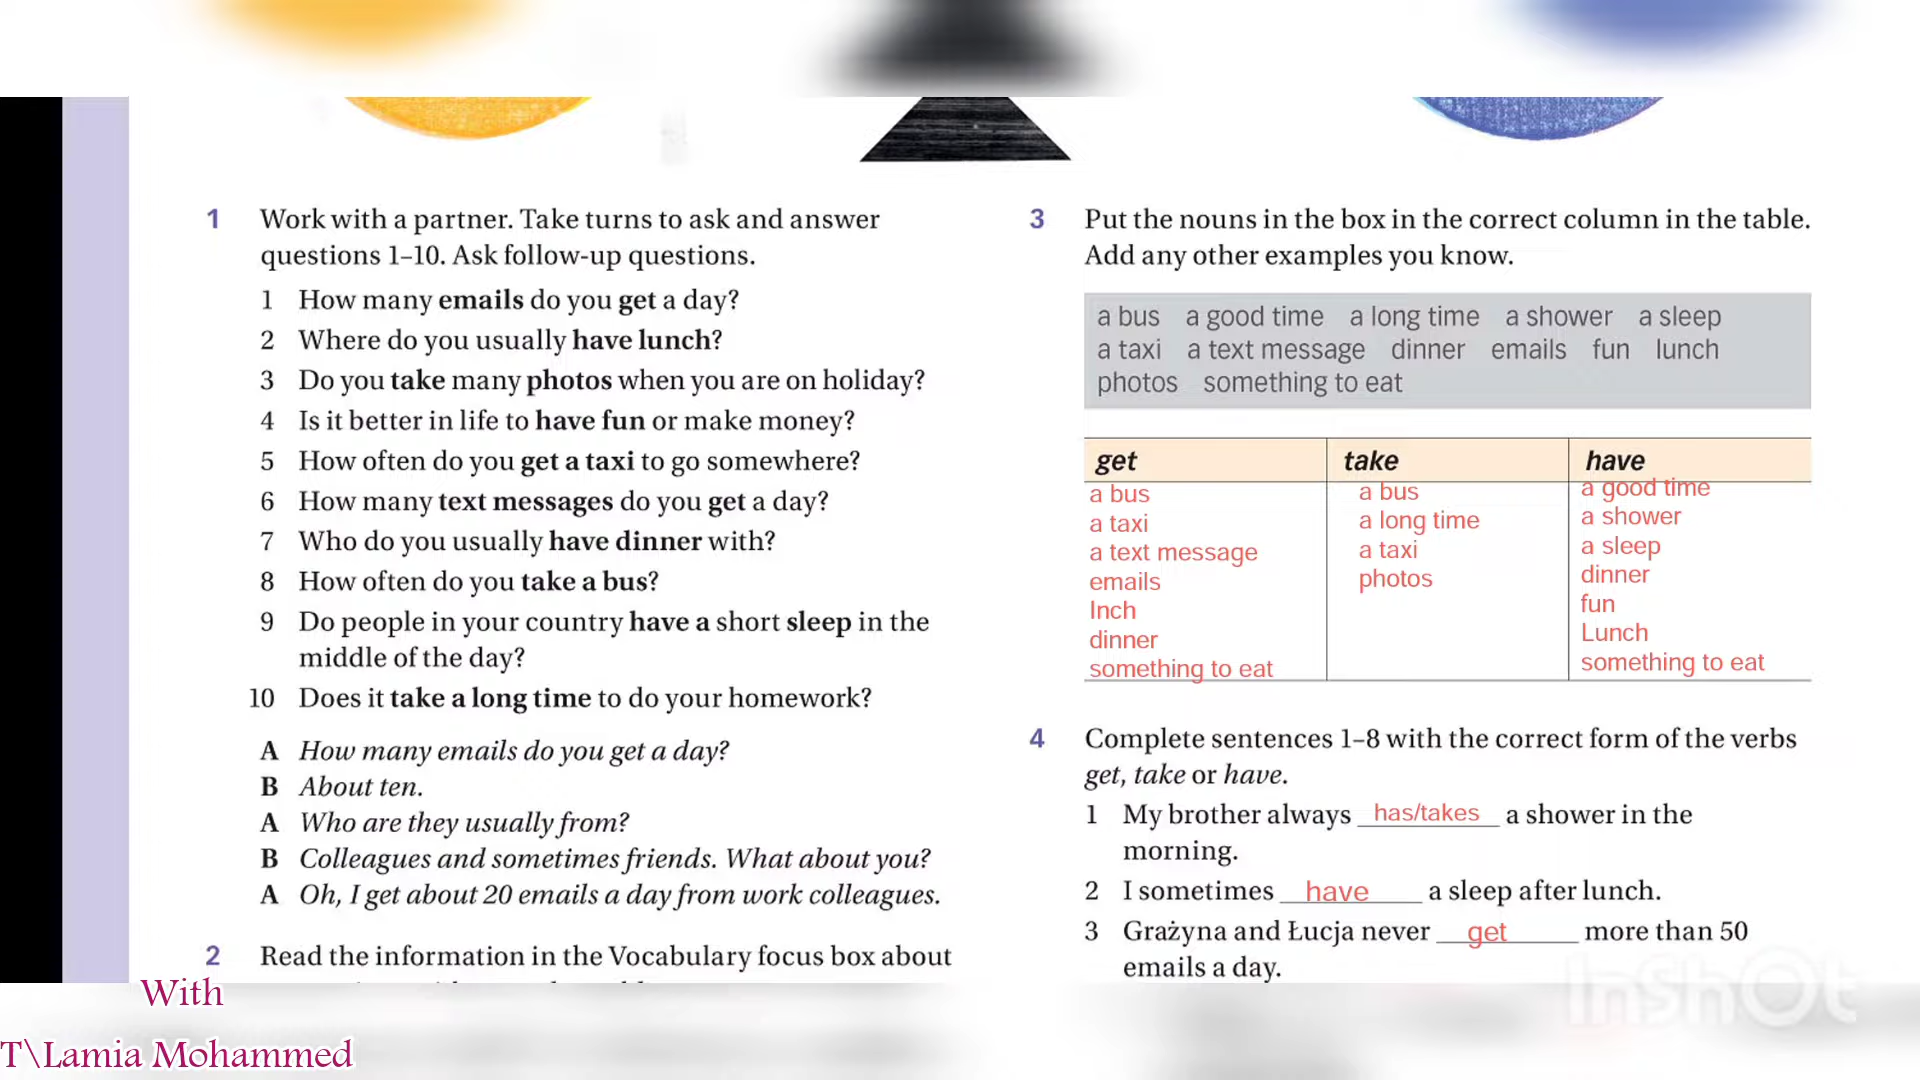 1 Work with a partner. Take turns to ask and answer
questions 1–10. Ask follow-up questions.
1 How many emails do you get a day?
2 Where do you usually have lunch?
3 Do you take many photos when you are on holiday?
4 Is it better in life to have fun or make money?
5 How often do you get a taxi to go somewhere?
6 How many text messages do you get a day?
7 Who do you usually have dinner with?
8 How often do you take a bus?
9 Do people in your country have a short sleep in the
middle of the day?
10 Does it take a long time to do your homework?
A How many emails do you get a day?
B About ten.
A Who are they usually from?
B Colleagues and sometimes friends. What about you?
A Oh, I get about 20 emails a day from work colleagues.
2 Read the information in the Vocabulary focus box about
3 Put the nouns in the box in the correct column in the table.
Add any other examples you know.
a bus a good time a long time a shower a sleep
a taxi a text message dinner emails fun lunch
photos something to eat
get take have
a bus a bus a good time
a taxi a long time a shower
a text message a taxi a sleep
emails photos dinner
lnch fun
dinner Lunch
something to eat something to eat
4 Complete sentences 1–8 with the correct form of the verbs
get, take or have.
1 My brother always has/takes a shower in the
morning.
2 I sometimes have a sleep after lunch.
3 Grażyna and Łucja never get more than 50
emails a day.
With
T\Lamia Mohammed
InShOt